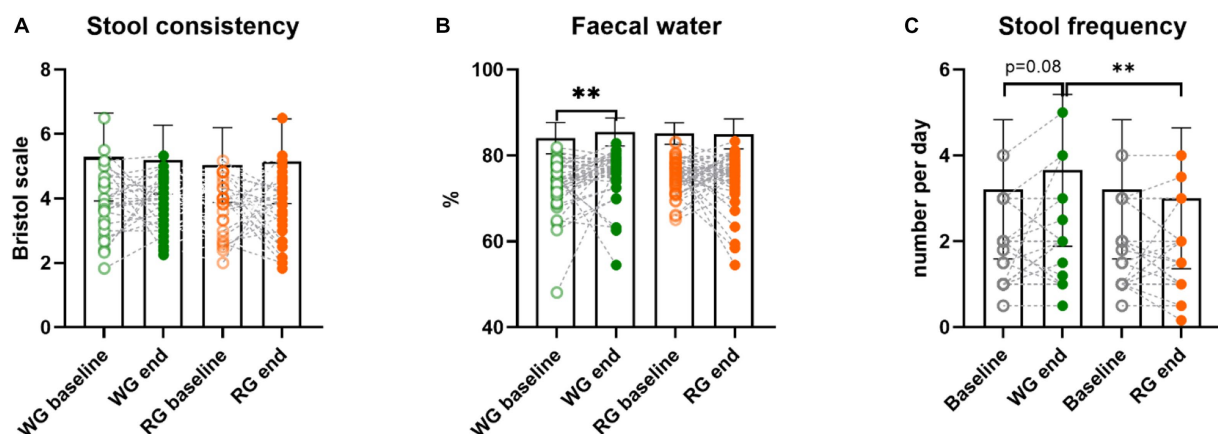 A Stool consistency
Bristol scale
8
6
4
2
0
WG baseline
WG end
RG baseline
RG end
B Faecal water
%
100
80
60
40
**
WG baseline
WG end
RG baseline
RG end
C Stool frequency
number per day
6
4
2
0
p=0.08
**
Baseline
WG end
Baseline
RG end